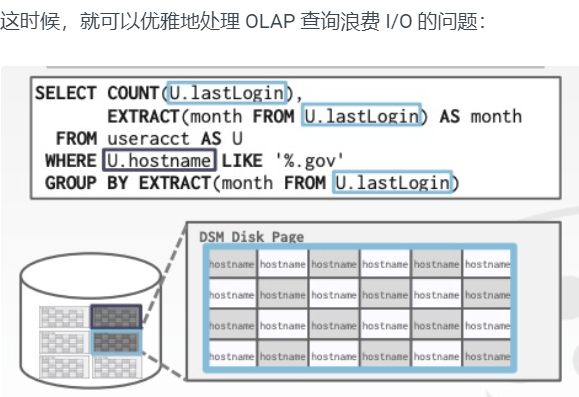 这时候，就可以优雅地处理 OLAP 查询浪费 I/O 的问题：
SELECT COUNT(U.lastLogin),
EXTRACT(month FROM U.lastLogin) AS month
FROM useracct AS U
WHERE U.hostname LIKE '%.gov'
GROUP BY EXTRACT(month FROM U.lastLogin)
DSM Disk Page
hostname hostname hostname hostname hostname hostname
hostname hostname hostname hostname hostname hostname
hostname hostname hostname hostname hostname hostname
hostname hostname hostname hostname hostname hostname